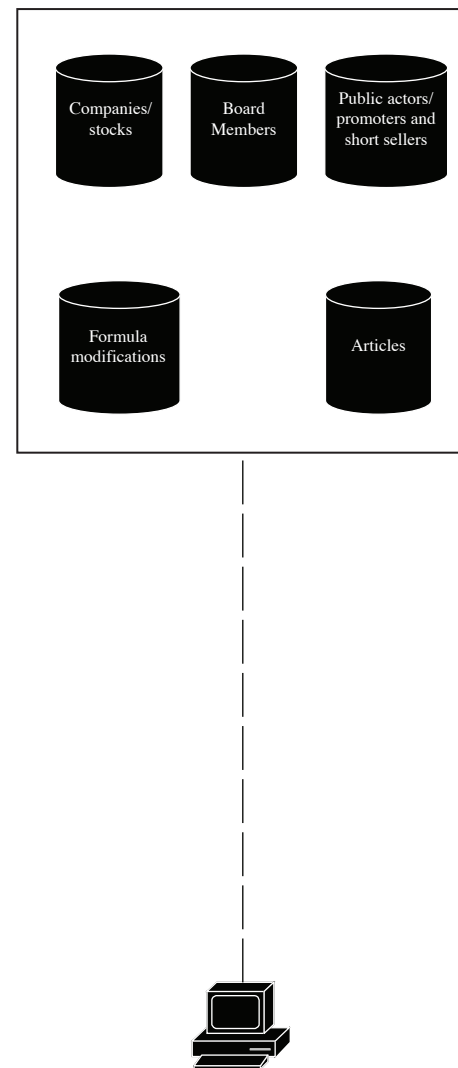 Companies/
stocks
Board
Members
Public actors/
promoters and
short sellers
Formula
modifications
Articles